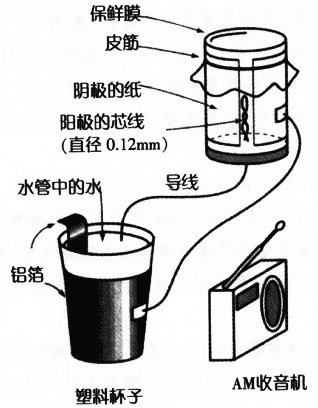 保鲜膜
皮筋
阴极的纸
阳极的芯线
(直径 0.12mm)
水管中的水
导线
铝箔
塑料杯子
AM收音机